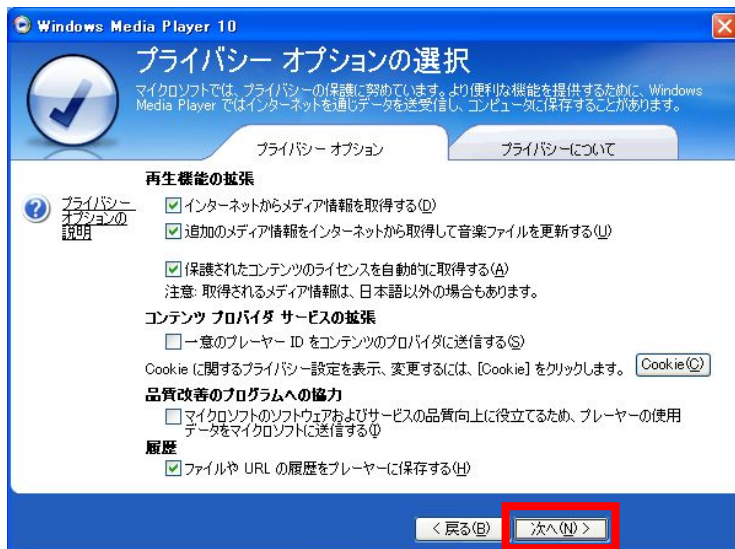 Windows Media Player 10
プライバシー オプションの選択
マイクロソフトでは、プライバシーの保護に努めています。より便利な機能を提供するために、Windows
Media Player ではインターネットを通じデータを送受信し、コンピュータに保存することがあります。
プライバシー オプション
プライバシーについて
再生機能の拡張
プライバシー
オプションの
説明
インターネットからメディア情報を取得する(D)
追加のメディア情報をインターネットから取得して音楽ファイルを更新する(U)
保護されたコンテンツのライセンスを自動的に取得する(A)
注意: 取得されるメディア情報は、日本語以外の場合もあります。
コンテンツ プロバイダ サービスの拡張
一意のプレーヤー ID をコンテンツのプロバイダに送信する(S)
Cookie に関するプライバシー設定を表示、変更するには、[Cookie] をクリックします。
Cookie(C)
品質改善のプログラムへの協力
マイクロソフトのソフトウェアおよびサービスの品質向上に役立てるため、プレーヤーの使用
データをマイクロソフトに送信する(I)
履歴
ファイルや URL の履歴をプレーヤーに保存する(H)
< 戻る(B)
次へ(N) >